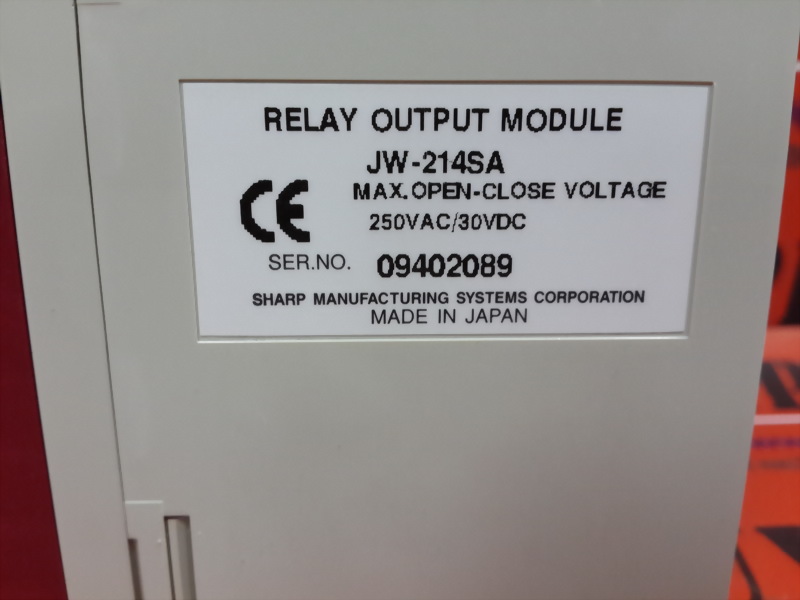 RELAY OUTPUT MODULE
JW-214SA
CE
MAX.OPEN-CLOSE VOLTAGE
250VAC/30VDC
SER.NO. 09402089
SHARP MANUFACTURING SYSTEMS CORPORATION
MADE IN JAPAN